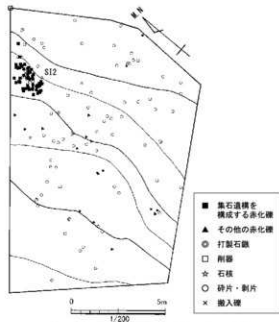 SI2
■ 集石遺構を
構成する赤化礫
▲ その他の赤化礫
◎ 打製石器
□ 削器
☆ 石核
○ 砕片・剥片
× 搬入礫
0 5m
1/200